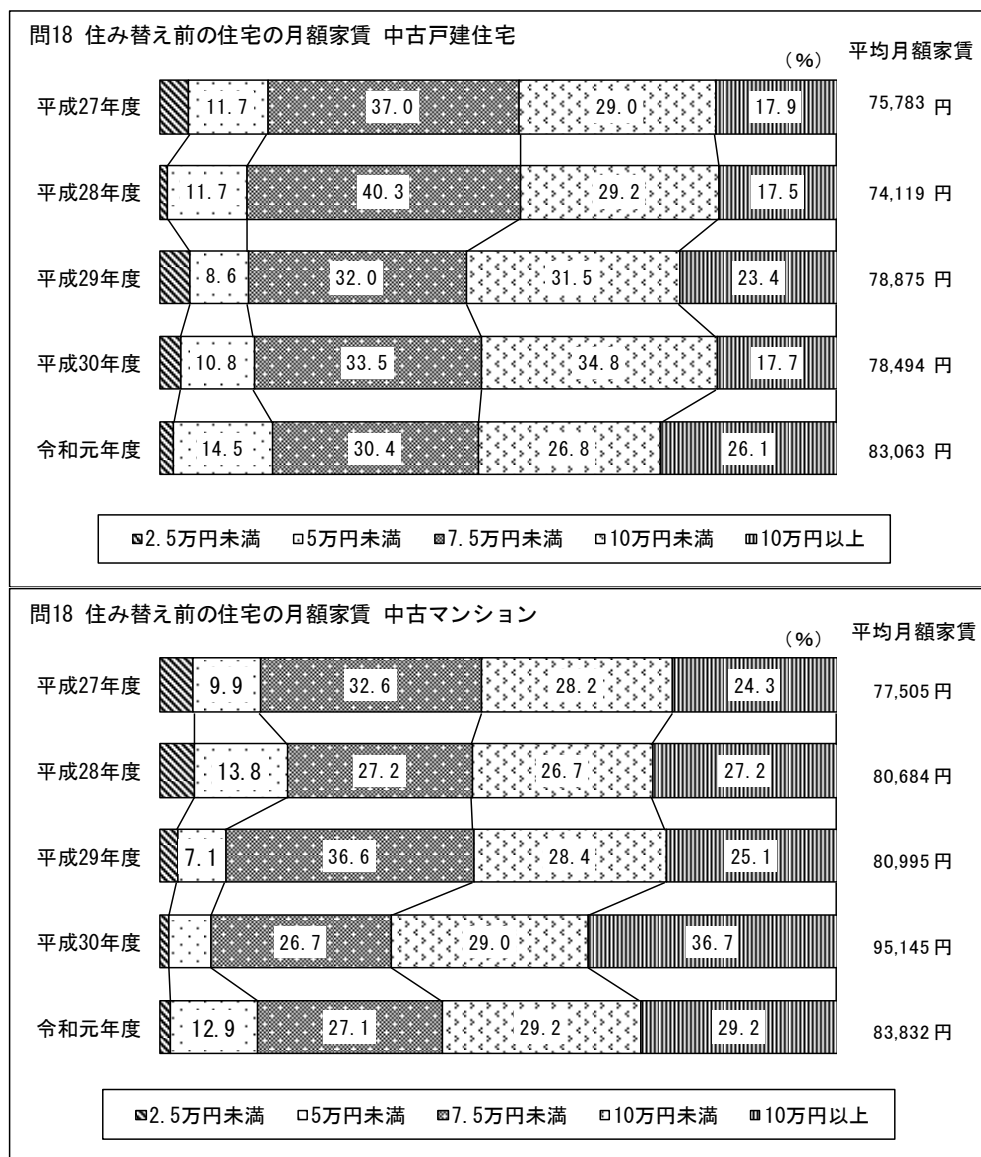 問18 住み替え前の住宅の月額家賃 中古戸建住宅
(%) 平均月額家賃
平成27年度 11.7 37.0 29.0 17.9 75,783 円
平成28年度 11.7 40.3 29.2 17.5 74,119 円
平成29年度 8.6 32.0 31.5 23.4 78,875 円
平成30年度 10.8 33.5 34.8 17.7 78,494 円
令和元年度 14.5 30.4 26.8 26.1 83,063 円
2.5万円未満 5万円未満 7.5万円未満 10万円未満 10万円以上
問18 住み替え前の住宅の月額家賃 中古マンション
(%) 平均月額家賃
平成27年度 9.9 32.6 28.2 24.3 77,505 円
平成28年度 13.8 27.2 26.7 27.2 80,684 円
平成29年度 7.1 36.6 28.4 25.1 80,995 円
平成30年度 26.7 29.0 36.7 95,145 円
令和元年度 12.9 27.1 29.2 29.2 83,832 円
2.5万円未満 5万円未満 7.5万円未満 10万円未満 10万円以上